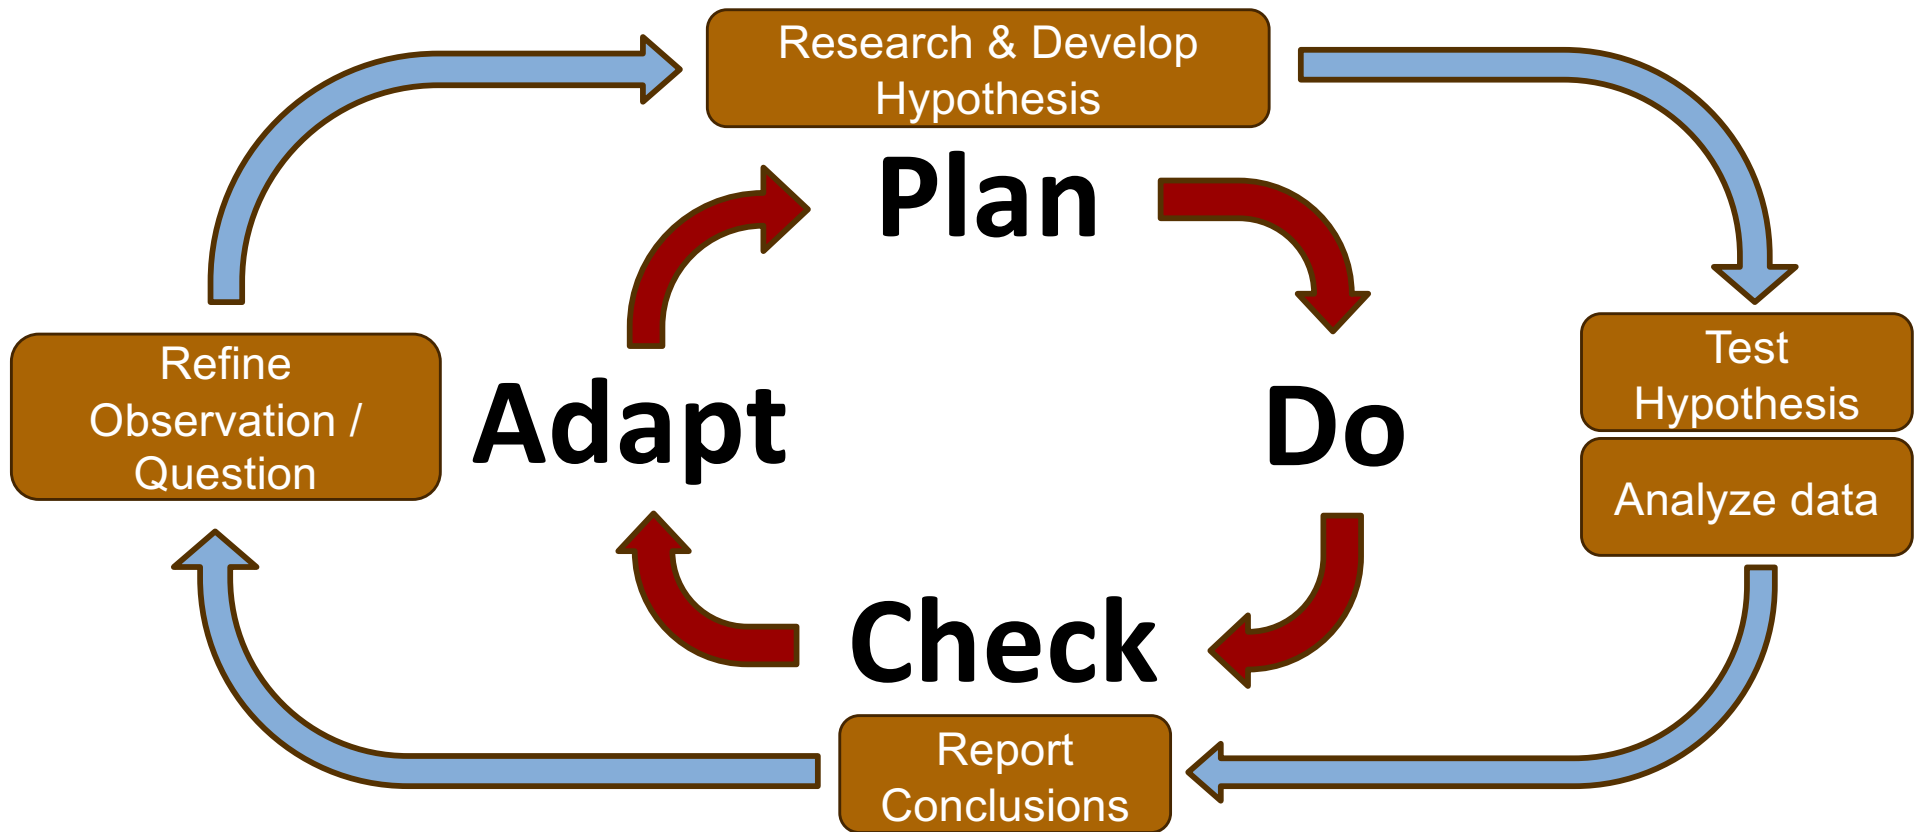 Research & Develop
Hypothesis
Plan
Refine
Observation /
Question
Adapt
Do
Test
Hypothesis
Analyze data
Check
Report
Conclusions